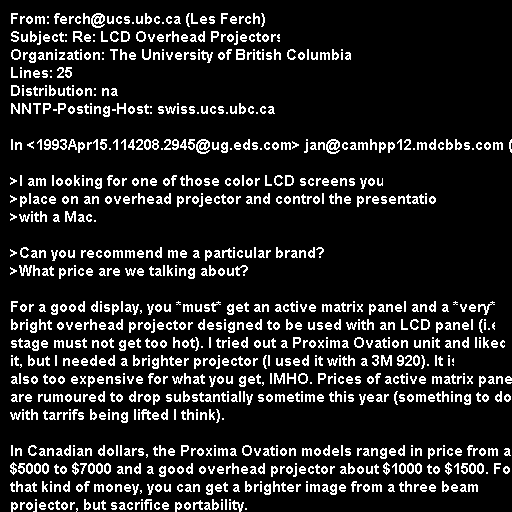 From: ferch@ucs.ubc.ca (Les Ferch)
Subject: Re: LCD Overhead Projectors
Organization: The University of British Columbia
Lines: 25
Distribution: na
NNTP-Posting-Host: swiss.ucs.ubc.ca
In <1993Apr15.114208.2945@ug.eds.com> jan@camhpp12.mdcbbs.com (
>I am looking for one of those color LCD screens you
>place on an overhead projector and control the presentatio
>with a Mac.
>Can you recommend me a particular brand?
>What price are we talking about?
For a good display, you *must* get an active matrix panel and a *very*
bright overhead projector designed to be used with an LCD panel (i.e
stage must not get too hot). I tried out a Proxima Ovation unit and liked
it, but I needed a brighter projector (I used it with a 3M 920). It is
also too expensive for what you get, IMHO. Prices of active matrix pane
are rumoured to drop substantially sometime this year (something to do
with tarrifs being lifted I think).
In Canadian dollars, the Proxima Ovation models ranged in price from a
$5000 to $7000 and a good overhead projector about $1000 to $1500. Fo
that kind of money, you can get a brighter image from a three beam
projector, but sacrifice portability.